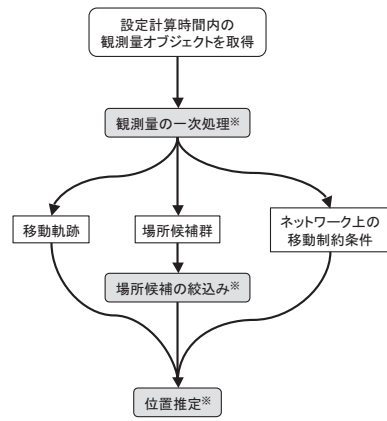 設定計算時間内の
観測量オブジェクトを取得
観測量の一次処理※
移動軌跡
場所候補群
ネットワーク上の
移動制約条件
場所候補の絞込み※
位置推定※